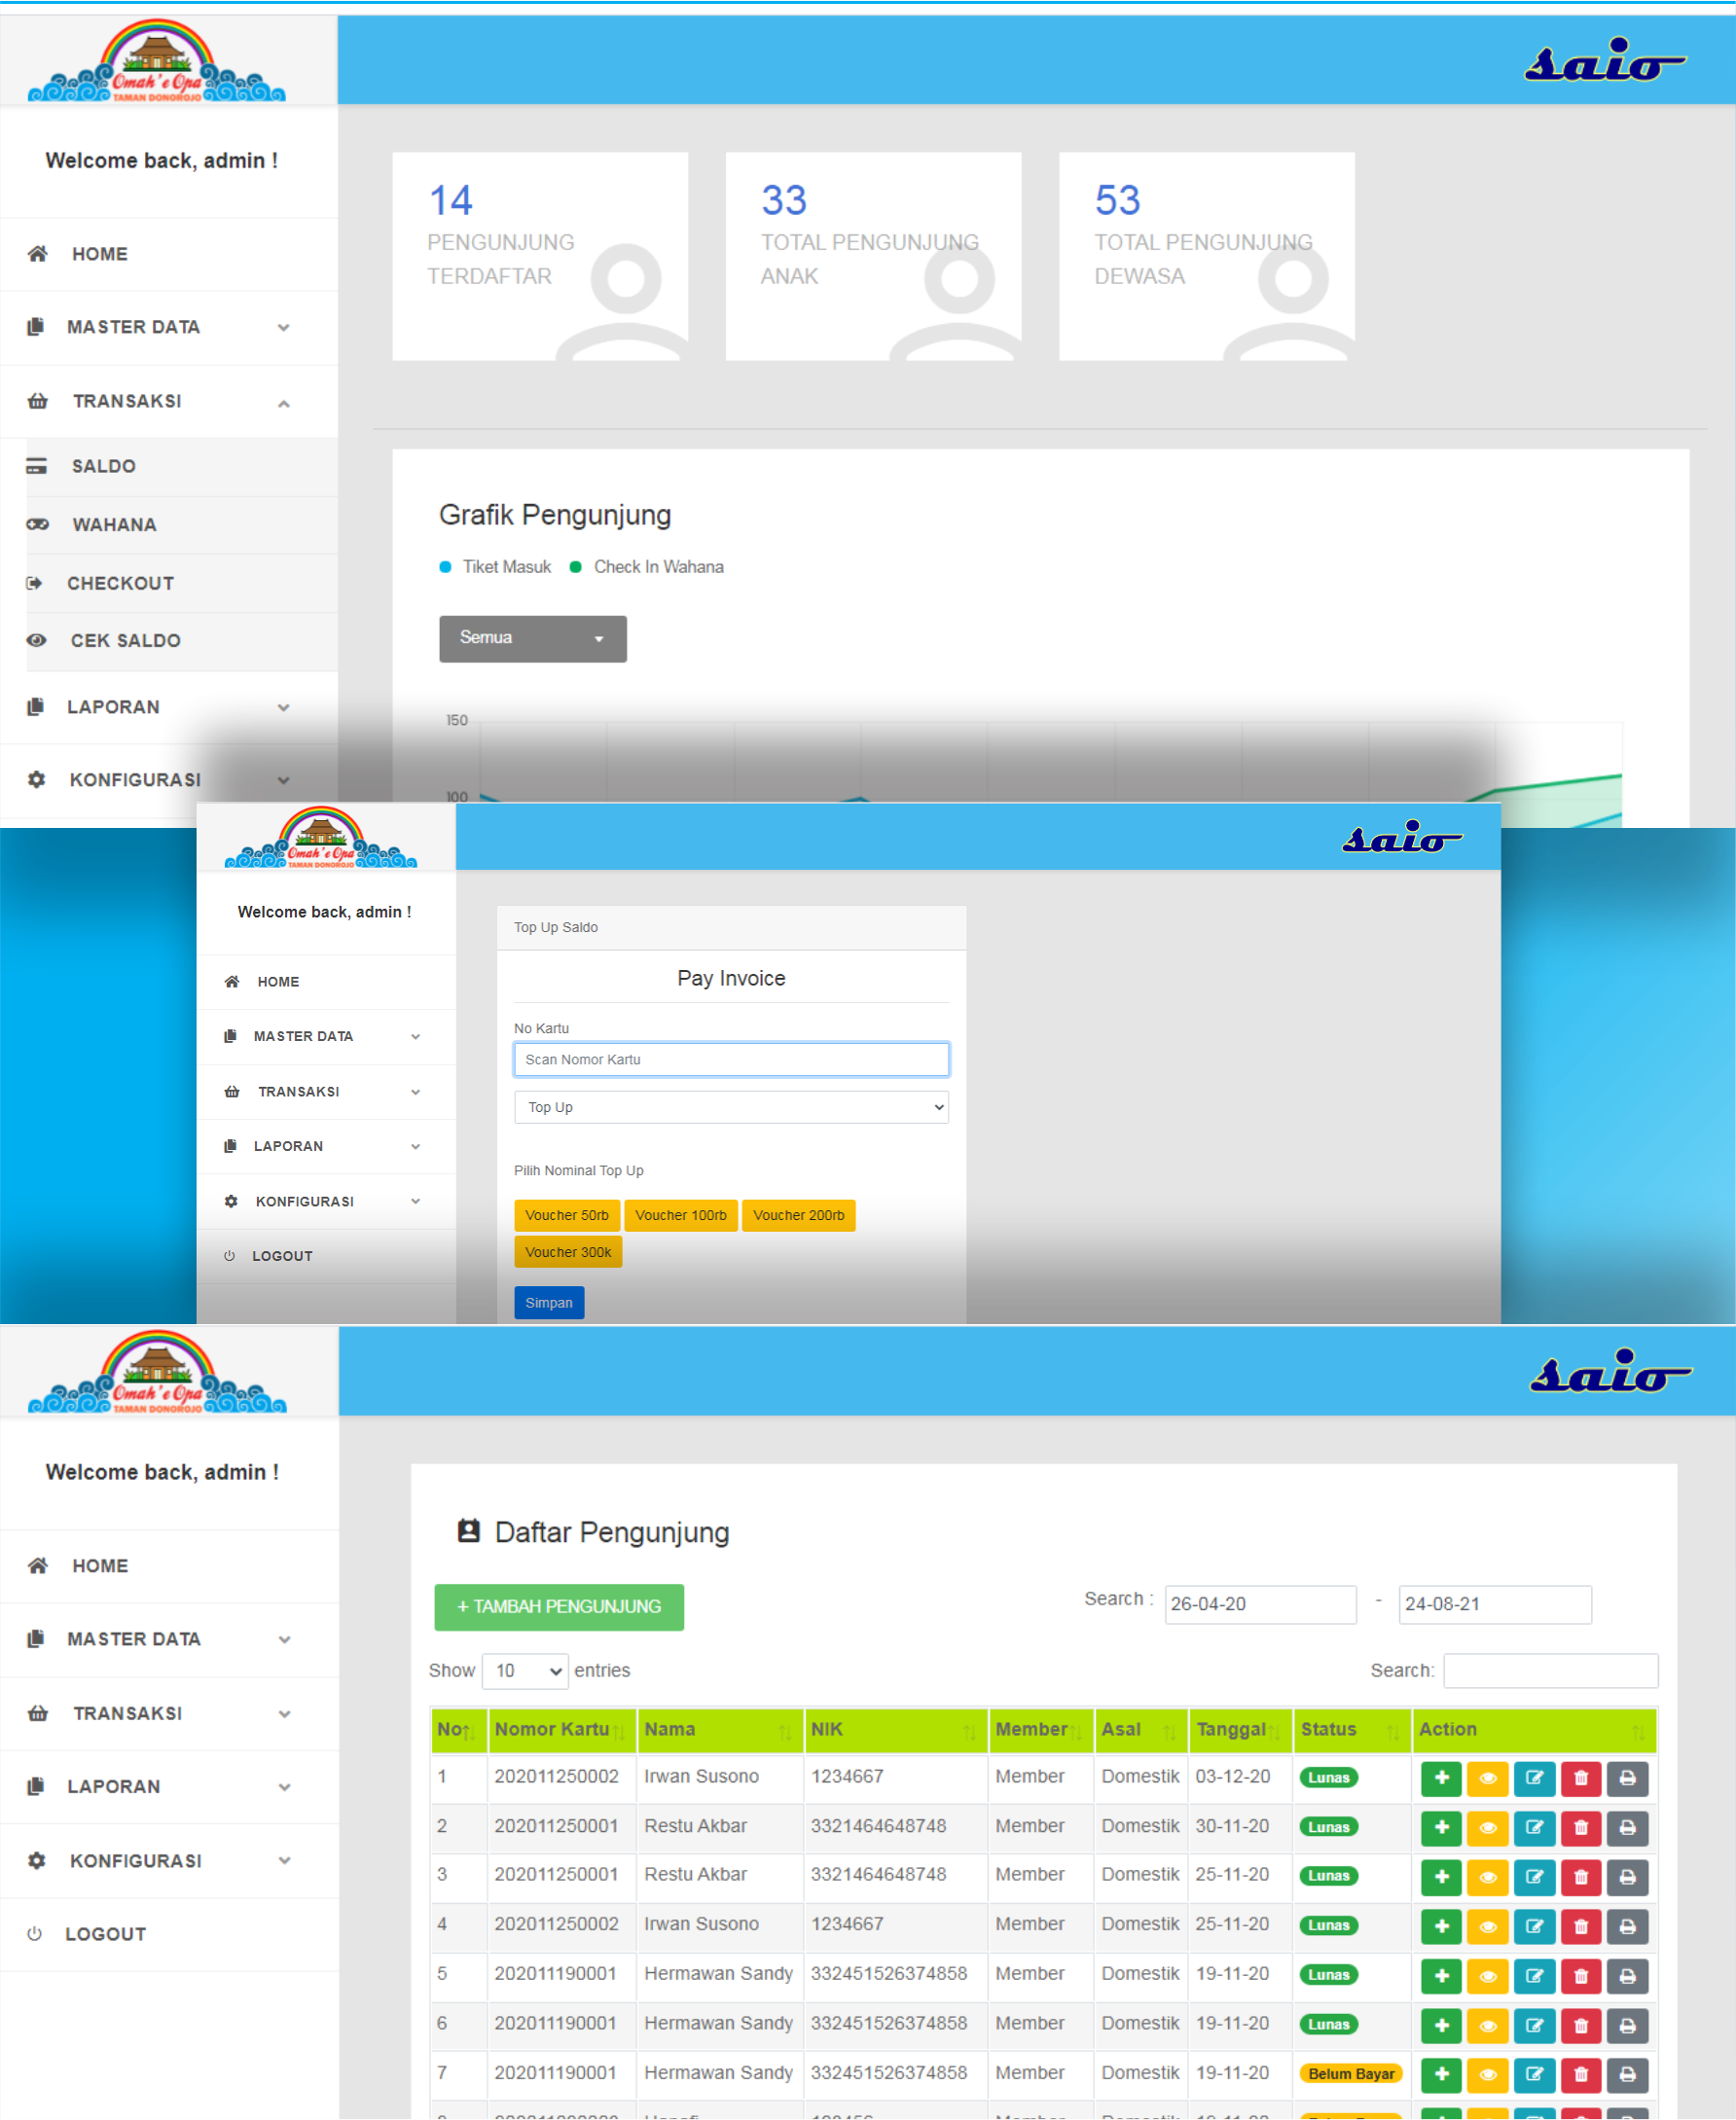 Omah'e Opa
TAMAN DONOROJO
saio
Welcome back, admin !
HOME
MASTER DATA
TRANSAKSI
SALDO
WAHANA
CHECKOUT
CEK SALDO
LAPORAN
KONFIGURASI
14
PENGUNJUNG
TERDAFTAR
33
TOTAL PENGUNJUNG
ANAK
53
TOTAL PENGUNJUNG
DEWASA
Grafik Pengunjung
Tiket Masuk Check In Wahana
Semua
150
100
Omah'e Opa
TAMAN DONOROJO
saio
Welcome back, admin !
HOME
MASTER DATA
TRANSAKSI
LAPORAN
KONFIGURASI
LOGOUT
Top Up Saldo
Pay Invoice
No Kartu
Scan Nomor Kartu
Top Up
Pilih Nominal Top Up
Voucher 50rb Voucher 100rb Voucher 200rb
Voucher 300k
Simpan
Omah'e Opa
TAMAN DONOROJO
saio
Welcome back, admin !
HOME
MASTER DATA
TRANSAKSI
LAPORAN
KONFIGURASI
LOGOUT
Daftar Pengunjung
+ TAMBAH PENGUNJUNG
Search : 26-04-20 - 24-08-21
Show 10 entries
Search:
No Nomor Kartu Nama NIK Member Asal Tanggal Status Action
1 202011250002 Irwan Susono 1234667 Member Domestik 03-12-20 Lunas
2 202011250001 Restu Akbar 3321464648748 Member Domestik 30-11-20 Lunas
3 202011250001 Restu Akbar 3321464648748 Member Domestik 25-11-20 Lunas
4 202011250002 Irwan Susono 1234667 Member Domestik 25-11-20 Lunas
5 202011190001 Hermawan Sandy 332451526374858 Member Domestik 19-11-20 Lunas
6 202011190001 Hermawan Sandy 332451526374858 Member Domestik 19-11-20 Lunas
7 202011190001 Hermawan Sandy 332451526374858 Member Domestik 19-11-20 Belum Bayar